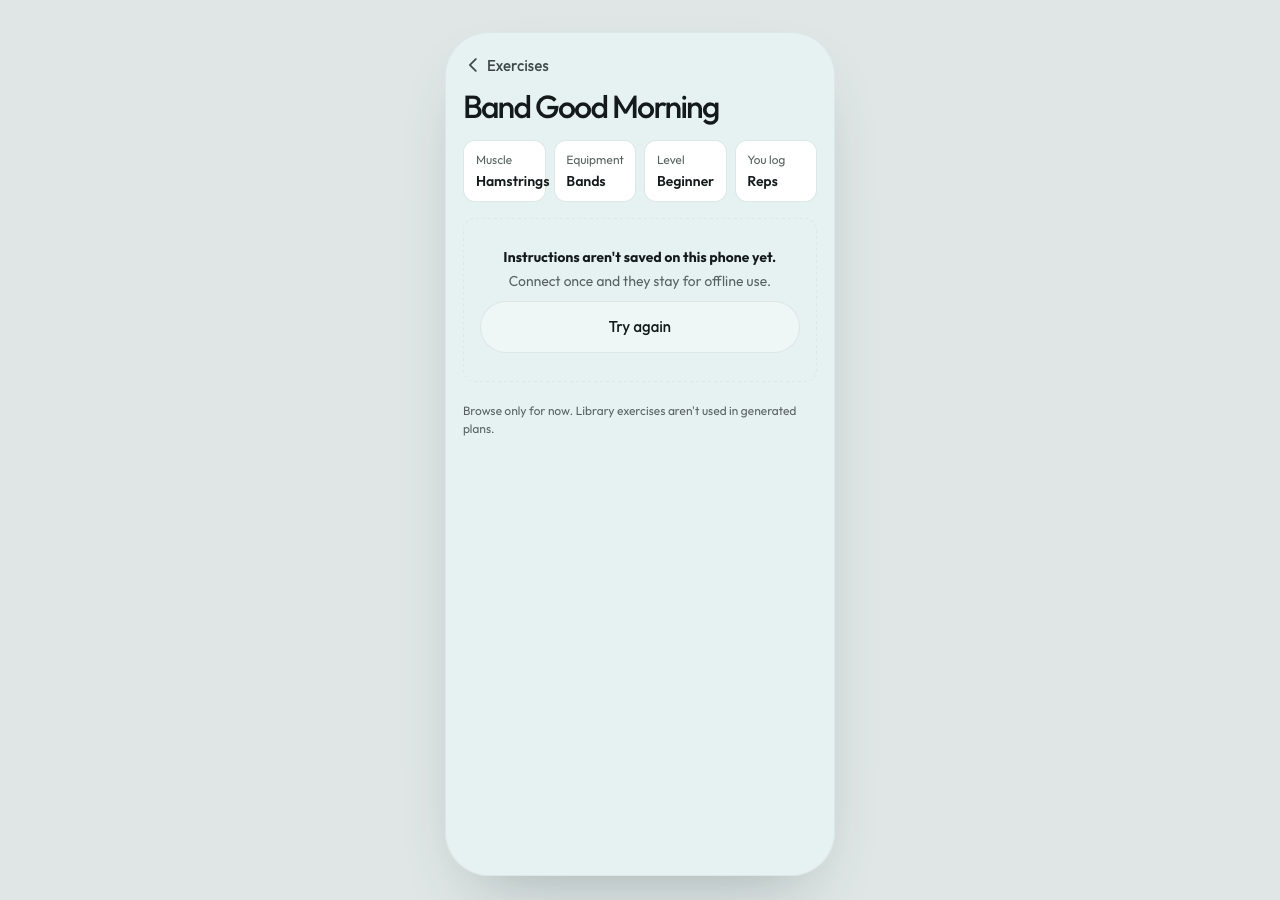 Exercises
Band Good Morning
Muscle
Hamstrings
Equipment
Bands
Level
Beginner
You log
Reps
Instructions aren't saved on this phone yet.
Connect once and they stay for offline use.
Try again
Browse only for now. Library exercises aren't used in generated
plans.